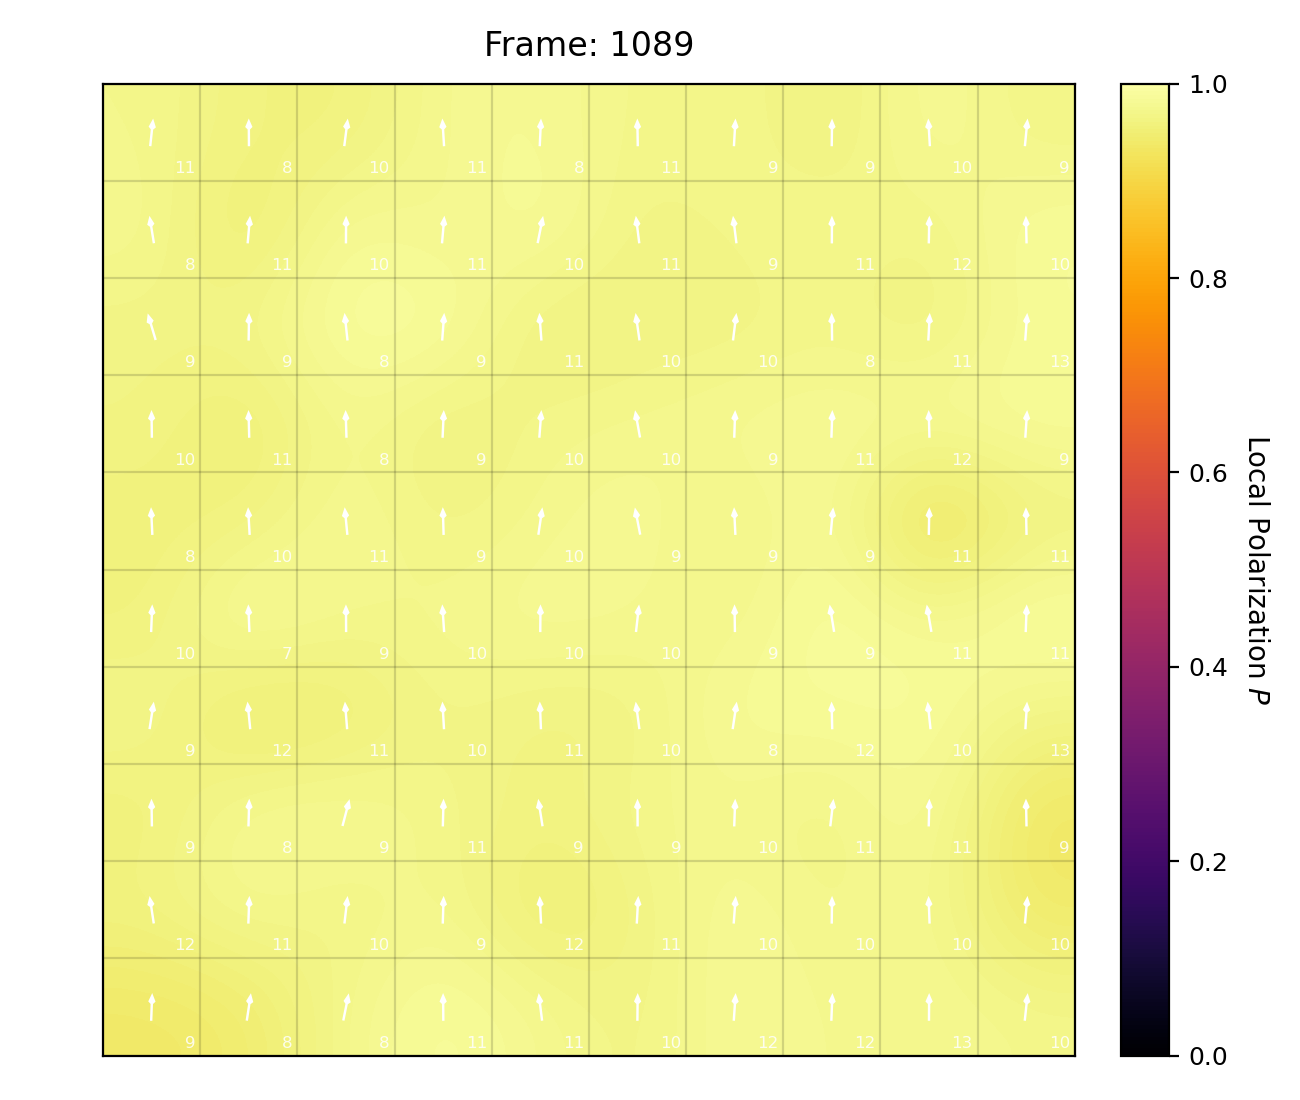 Frame: 1089
11 8 10 11 8 11 9 9 10 9
8 11 10 11 10 11 9 11 12 10
9 9 8 9 11 10 10 8 11 13
10 11 8 9 10 10 9 11 12 9
8 10 11 9 10 9 9 9 11 11
10 7 9 10 10 10 9 9 11 11
9 12 11 10 11 10 8 12 10 13
9 8 9 11 9 9 10 11 11 9
12 11 10 9 12 11 10 10 10 10
9 8 8 11 11 10 12 12 13 10
1.0
0.8
0.6
0.4
0.2
0.0
Local Polarization P